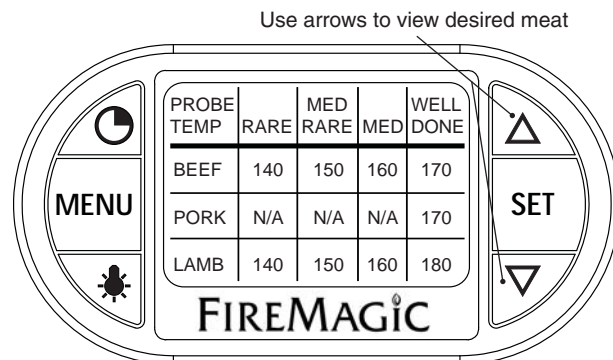 Use arrows to view desired meat
PROBE TEMP RARE MED RARE MED WELL DONE
BEEF 140 150 160 170
PORK N/A N/A N/A 170
LAMB 140 150 160 180
MENU
SET
FIREMAGIC